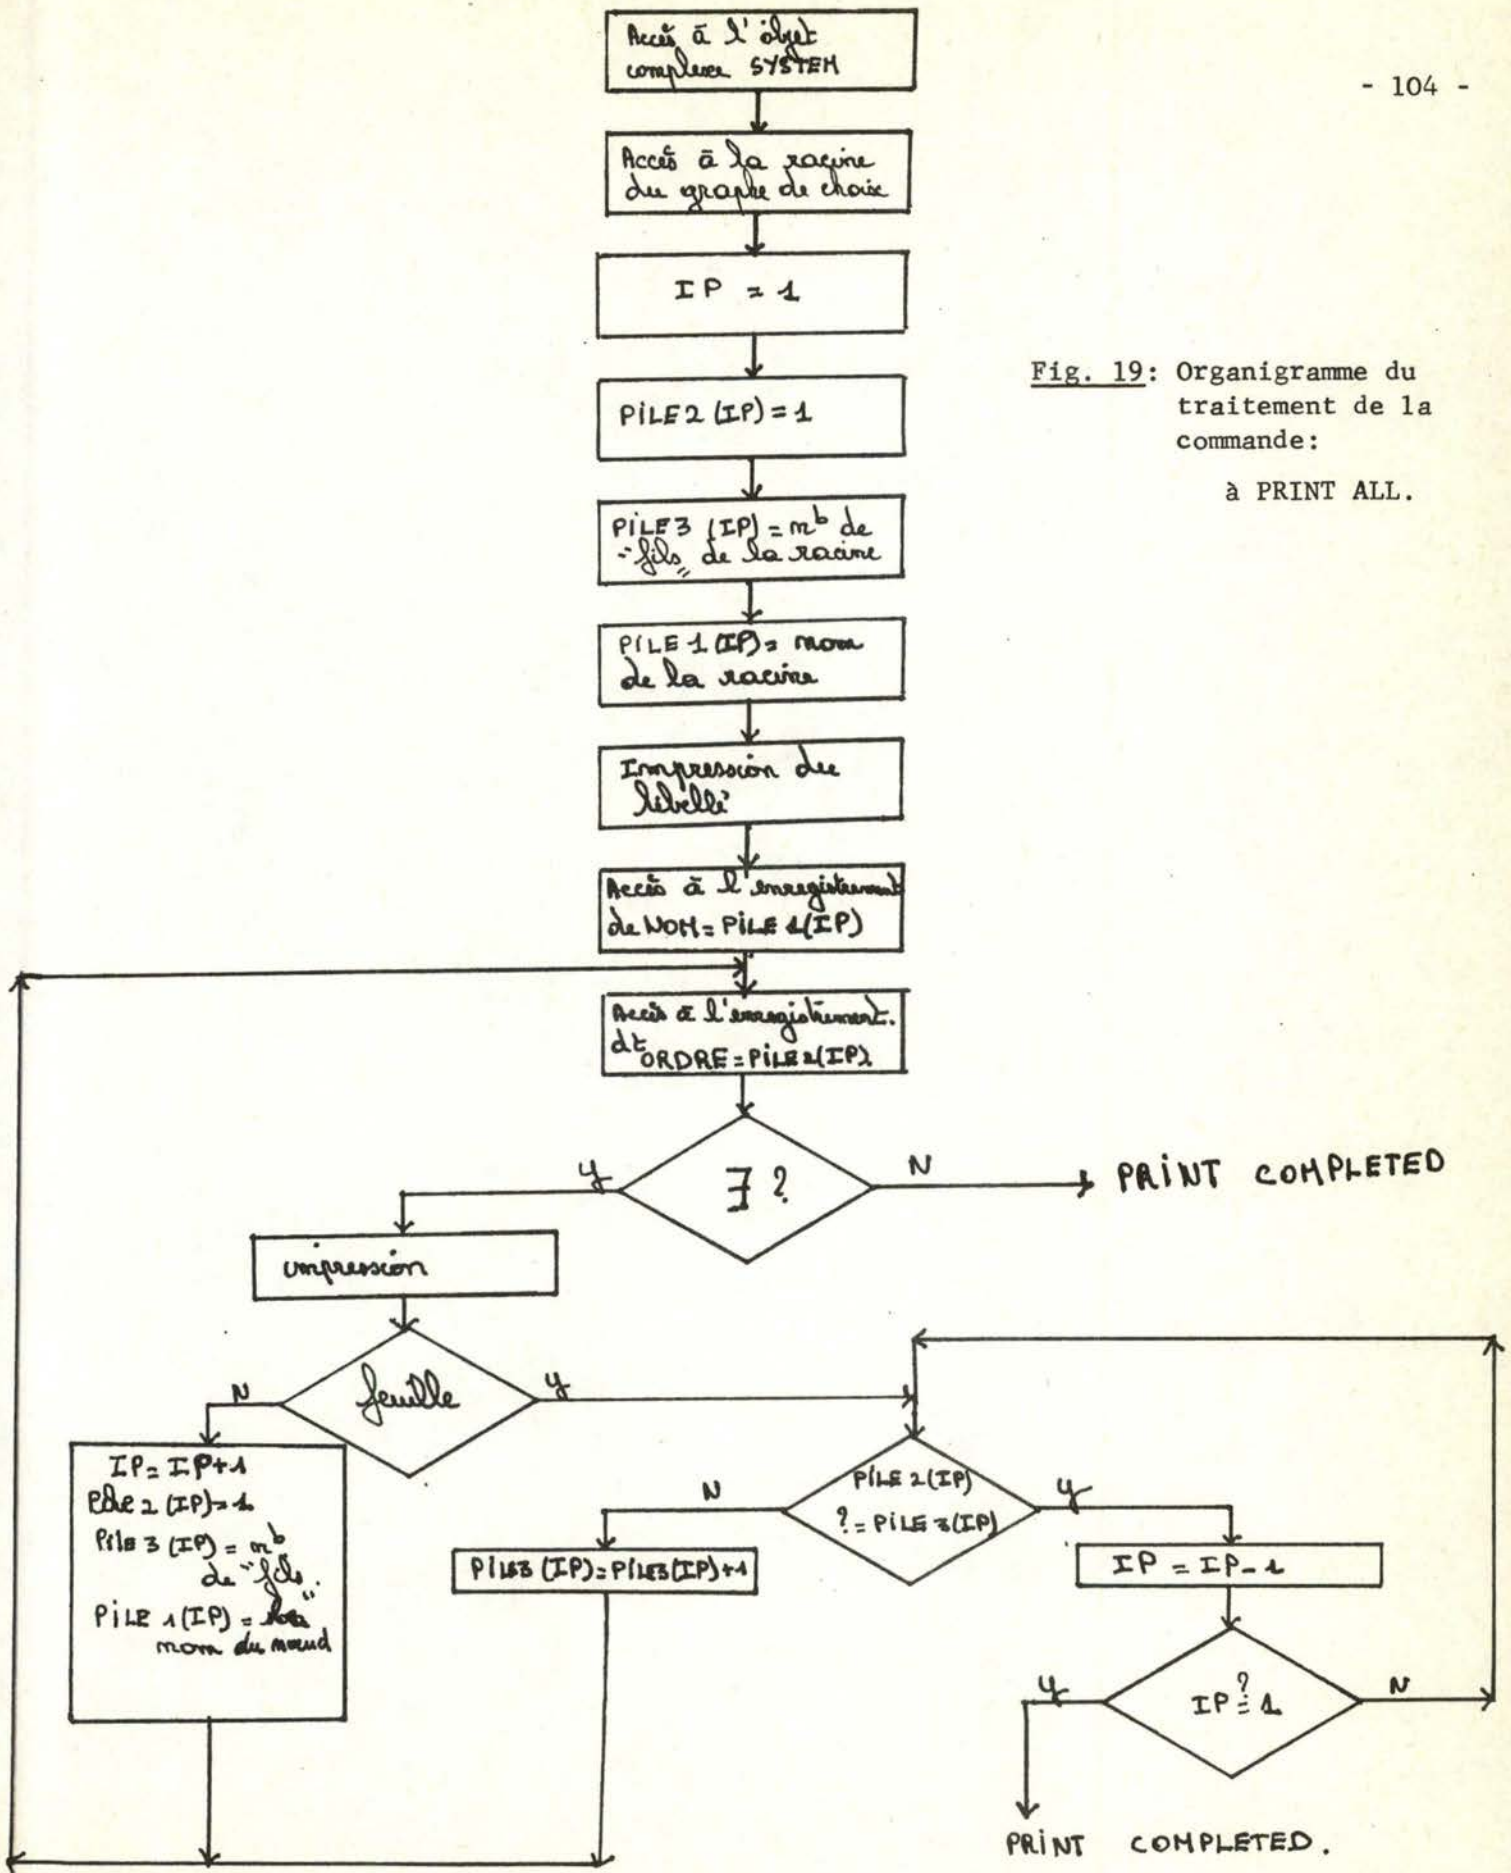 Accès à l'objet
complexe SYSTEM
- 104 -
Accès à la racine
du graphe de choix
IP = 1
Fig. 19: Organigramme du
traitement de la
commande:
à PRINT ALL.
PILE 2 (IP) = 1
PILE 3 (IP) = nb de
"fils" de la racine
PILE 1 (IP) = nom
de la racine
Impression du
libellé
Accès à l'enregistrement
de NOM = PILE 1(IP)
Accès à l'enregistrement.
dt ORDRE = PILE 2(IP).
∃ ?
y
N
PRINT COMPLETED
impression
feuille
N
y
IP = IP+1
Pile 2 (IP) = 1.
Pile 3 (IP) = nb
de "fils".
PILE 1(IP) =
nom du nœud
PILE 2(IP)
? = PILE 3(IP)
N
y
PILE3 (IP) = PILE3(IP)+1
IP = IP - 1
IP ?= 1
y
N
PRINT COMPLETED.